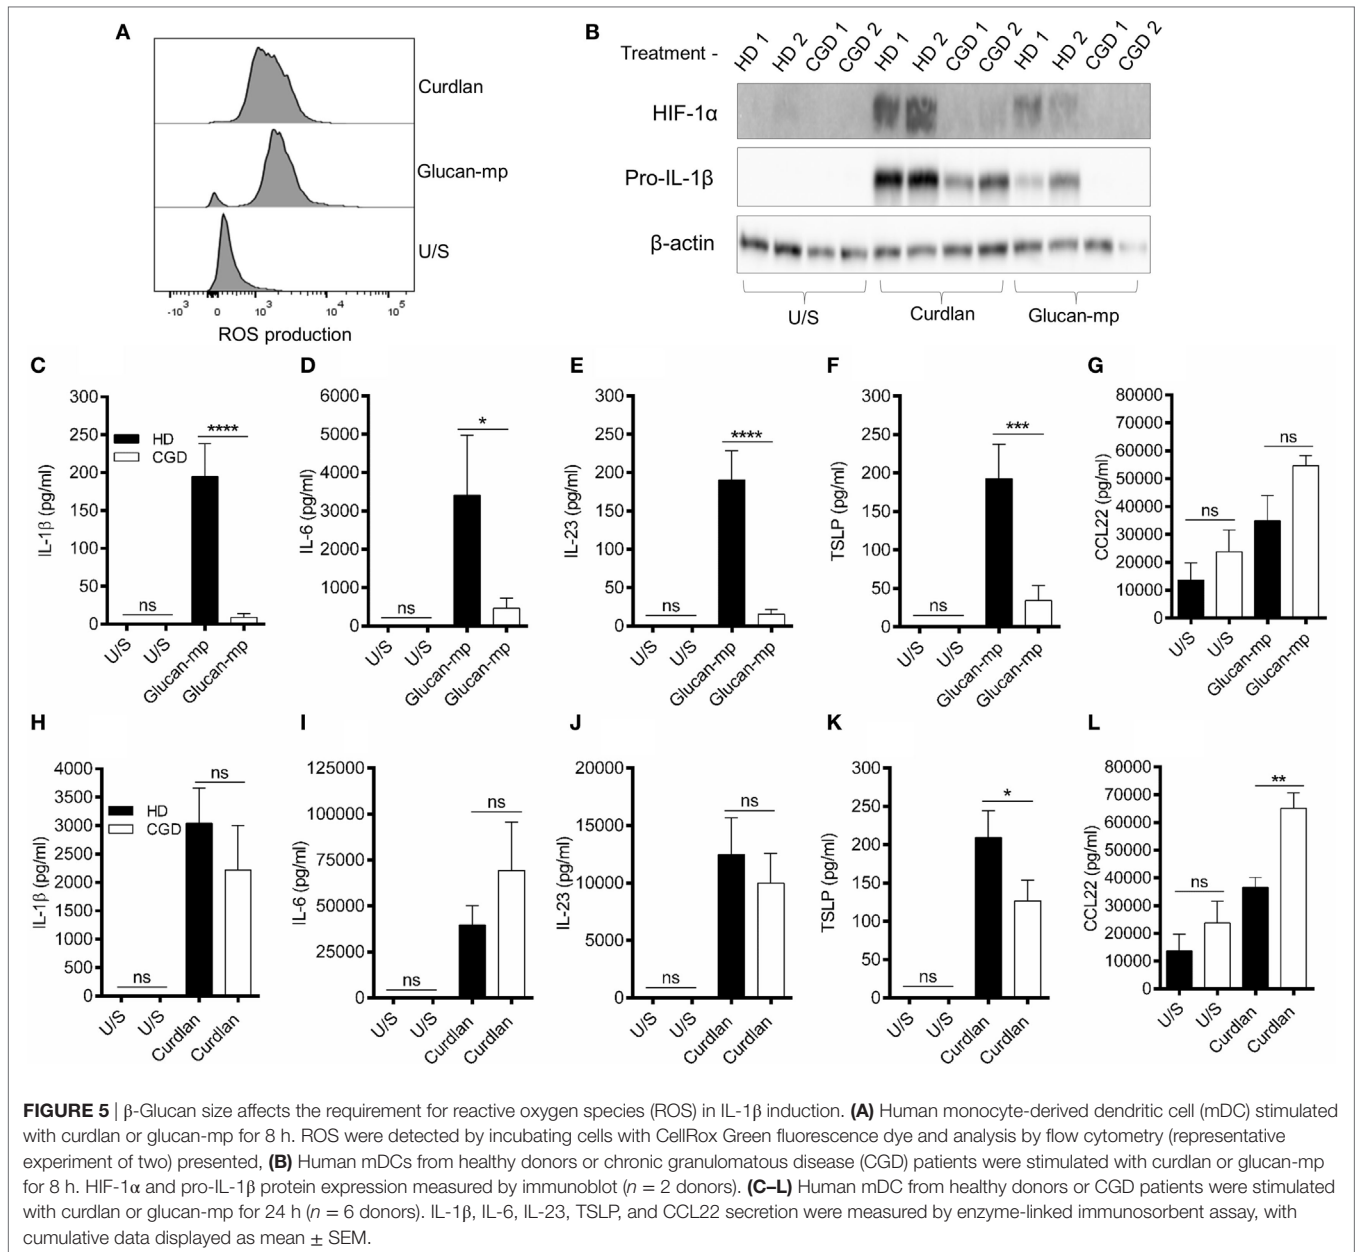 A
Curdlan
Glucan-mp
U/S
-10³ 0 10³ 10⁴ 10⁵
ROS production
B
Treatment - HD 1 HD 2 CGD 1 CGD 2 HD 1 HD 2 CGD 1 CGD 2 HD 1 HD 2 CGD 1 CGD 2
HIF-1α
Pro-IL-1β
β-actin
U/S Curdlan Glucan-mp
C
IL-1β (pg/ml)
300
250
200
150
100
50
0
HD
CGD
ns
****
U/S U/S Glucan-mp Glucan-mp
D
IL-6 (pg/ml)
6000
5000
4000
3000
2000
1000
0
ns
*
U/S U/S Glucan-mp Glucan-mp
E
IL-23 (pg/ml)
300
250
200
150
100
50
0
ns
****
U/S U/S Glucan-mp Glucan-mp
F
TSLP (pg/ml)
300
250
200
150
100
50
0
ns
***
U/S U/S Glucan-mp Glucan-mp
G
CCL22 (pg/ml)
80000
70000
60000
50000
40000
30000
20000
10000
0
ns
ns
U/S U/S Glucan-mp Glucan-mp
H
IL-1β (pg/ml)
4000
3500
3000
2500
2000
1500
1000
500
0
HD
CGD
ns
ns
U/S U/S Curdlan Curdlan
I
IL-6 (pg/ml)
125000
100000
75000
50000
25000
0
ns
ns
U/S U/S Curdlan Curdlan
J
IL-23 (pg/ml)
20000
15000
10000
5000
0
ns
ns
U/S U/S Curdlan Curdlan
K
TSLP (pg/ml)
300
250
200
150
100
50
0
ns
*
U/S U/S Curdlan Curdlan
L
CCL22 (pg/ml)
80000
70000
60000
50000
40000
30000
20000
10000
0
ns
**
U/S U/S Curdlan Curdlan
FIGURE 5 | β-Glucan size affects the requirement for reactive oxygen species (ROS) in IL-1β induction. (A) Human monocyte-derived dendritic cell (mDC) stimulated
with curdlan or glucan-mp for 8 h. ROS were detected by incubating cells with CellRox Green fluorescence dye and analysis by flow cytometry (representative
experiment of two) presented, (B) Human mDCs from healthy donors or chronic granulomatous disease (CGD) patients were stimulated with curdlan or glucan-mp
for 8 h. HIF-1α and pro-IL-1β protein expression measured by immunoblot (n = 2 donors). (C–L) Human mDC from healthy donors or CGD patients were stimulated
with curdlan or glucan-mp for 24 h (n = 6 donors). IL-1β, IL-6, IL-23, TSLP, and CCL22 secretion were measured by enzyme-linked immunosorbent assay, with
cumulative data displayed as mean ± SEM.